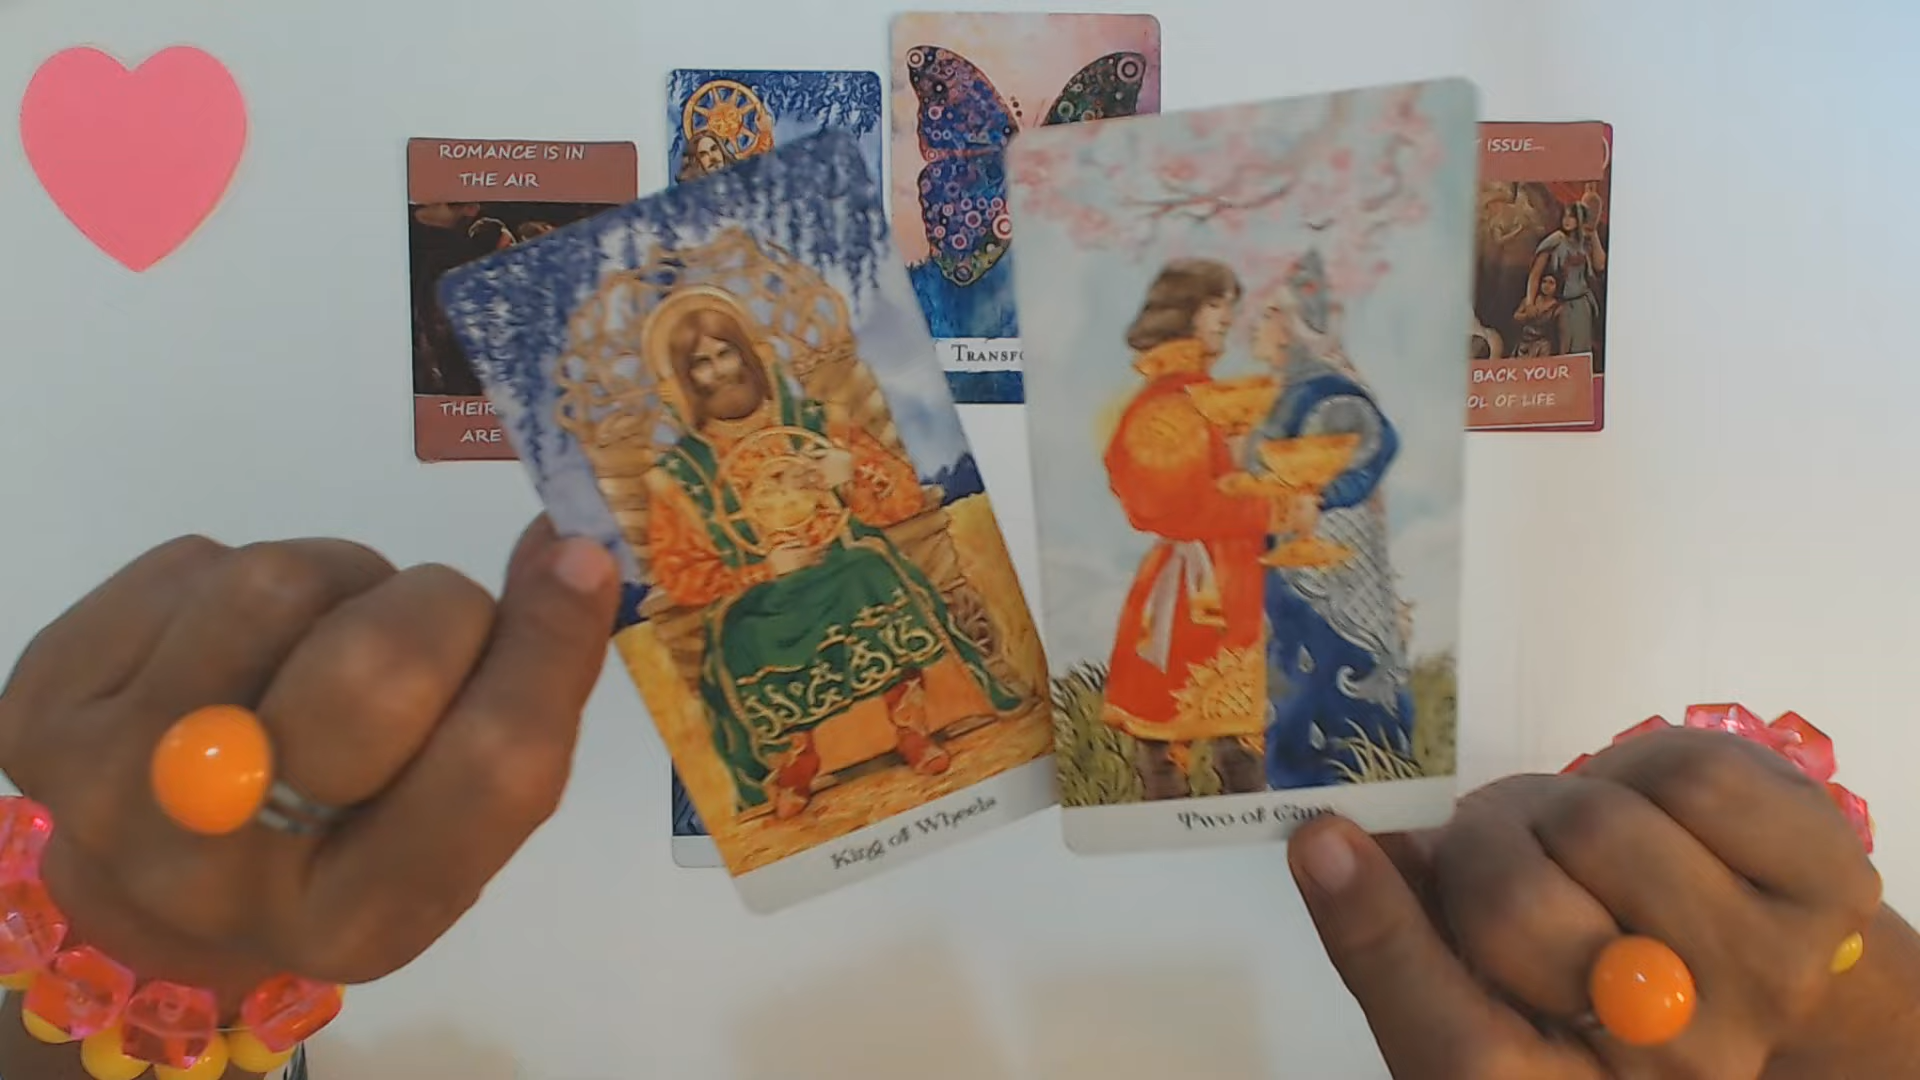 ROMANCE IS IN
THE AIR
THEIR
ARE
TRANSFO
ISSUE...
BACK YOUR
OL OF LIFE
King of Wheels
Two of Cups